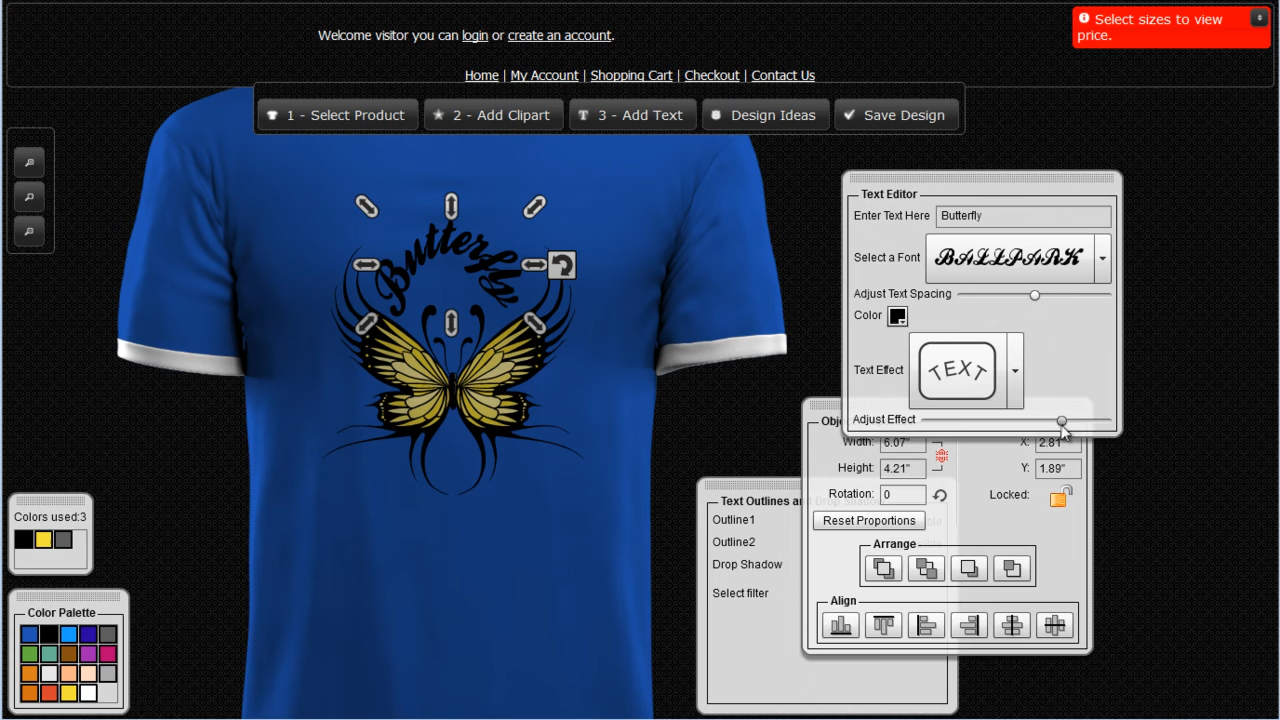 Welcome visitor you can login or create an account.
Select sizes to view
price.
Home | My Account | Shopping Cart | Checkout | Contact Us
1 - Select Product
2 - Add Clipart
3 - Add Text
Design Ideas
Save Design
Butterfly
Text Editor
Enter Text Here Butterfly
Select a Font BALLPARK
Adjust Text Spacing
Color
Text Effect TEXT
Adjust Effect
Width: 6.07" X: 2.81"
Height: 4.21" Y: 1.89"
Rotation: 0 Locked:
Reset Proportions
Arrange
Align
Text Outlines and Drop Shadow
Outline1
Outline2
Drop Shadow
Select filter
Colors used:3
Color Palette